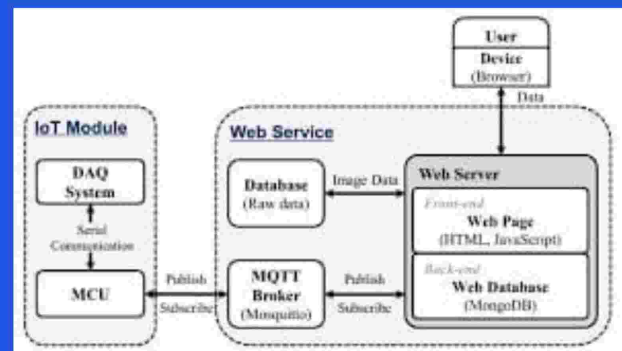 User
Device
(Browser)
Data
IoT Module
Web Service
DAQ
System
Serial
Communication
MCU
Publish
Subscribe
Database
(Raw data)
Image Data
MQTT
Broker
(Mosquitto)
Publish
Subscribe
Web Server
Front-end
Web Page
(HTML, JavaScript)
Back-end
Web Database
(MongoDB)